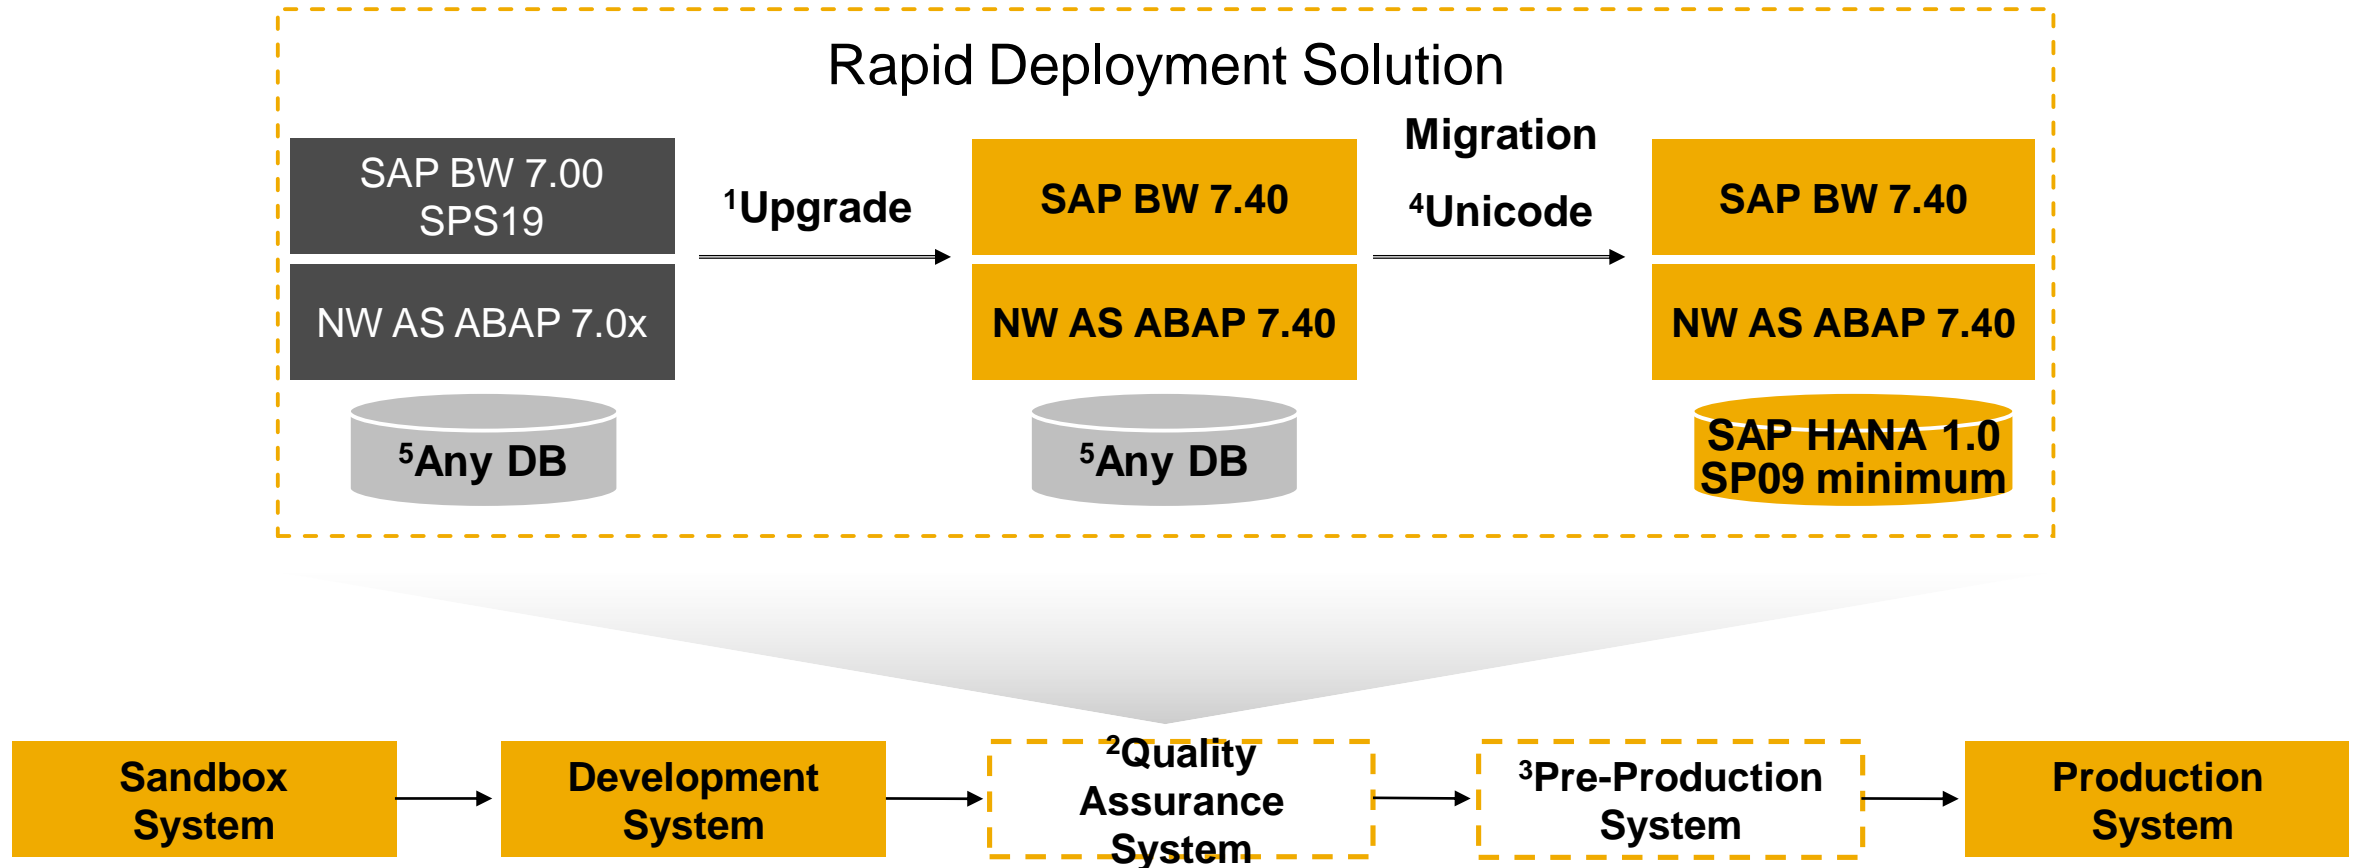 Rapid Deployment Solution
SAP BW 7.00
SPS19
NW AS ABAP 7.0x
⁵Any DB
¹Upgrade
SAP BW 7.40
NW AS ABAP 7.40
⁵Any DB
Migration
⁴Unicode
SAP BW 7.40
NW AS ABAP 7.40
SAP HANA 1.0
SP09 minimum
Sandbox
System
Development
System
²Quality
Assurance
System
³Pre-Production
System
Production
System